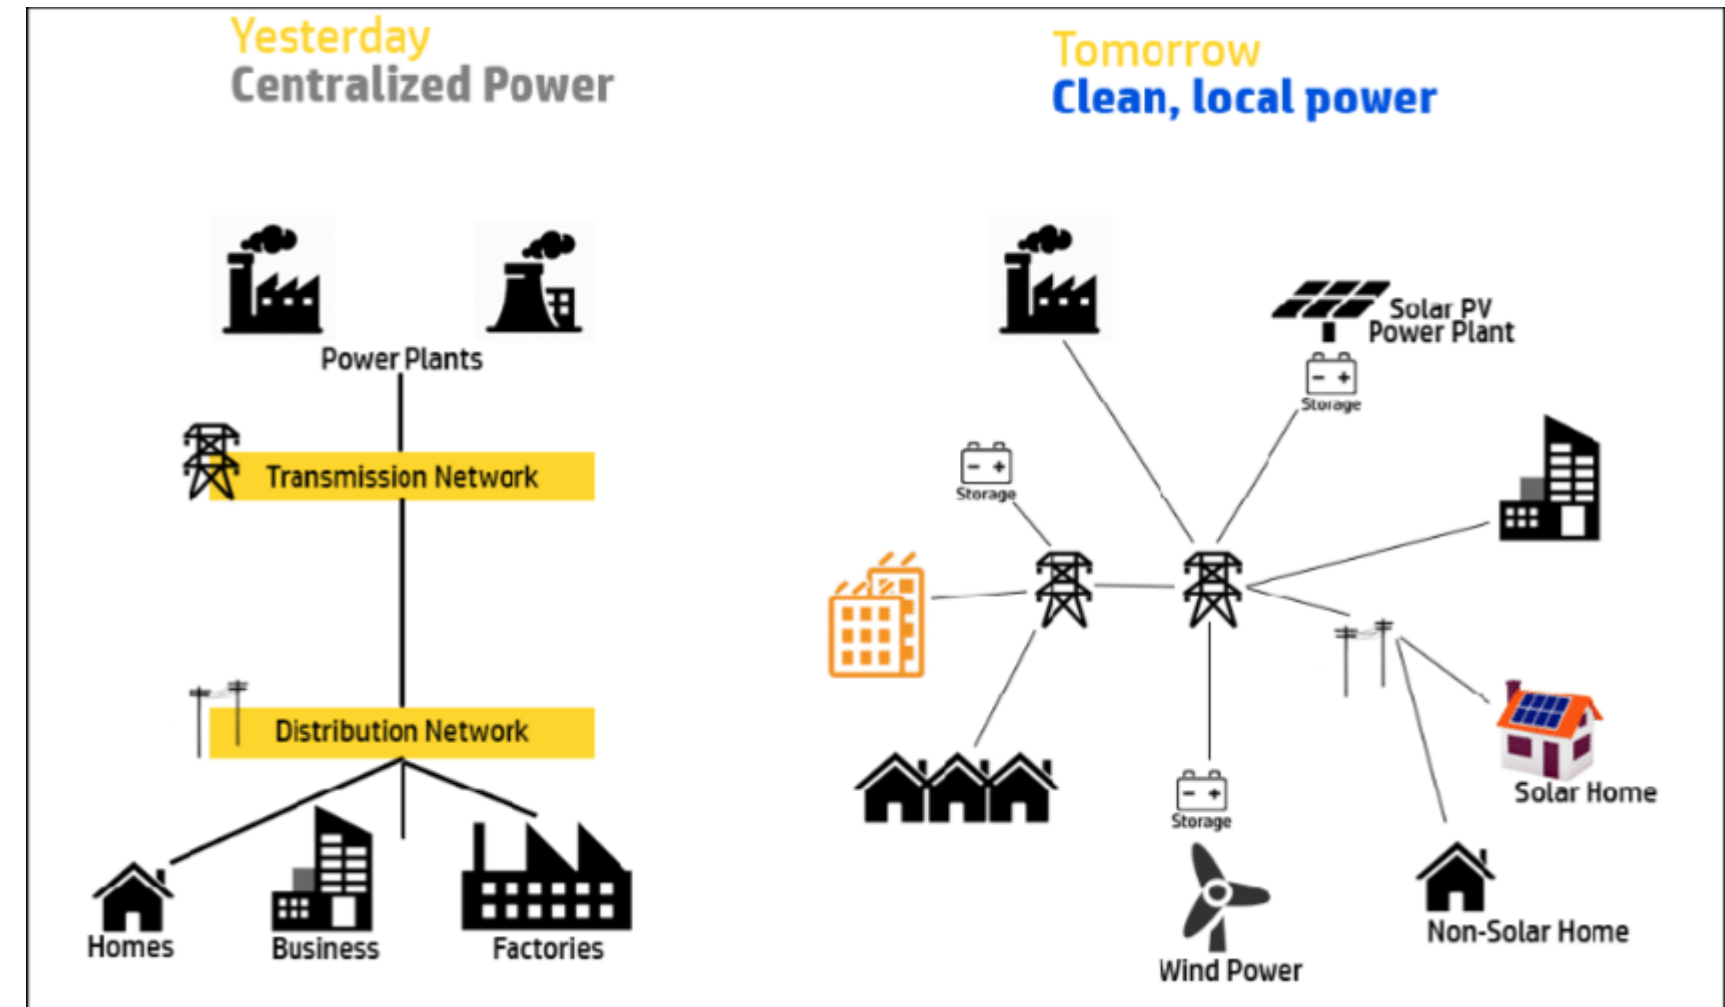 Yesterday
Centralized Power
Power Plants
Transmission Network
Distribution Network
Homes
Business
Factories
Tomorrow
Clean, local power
Solar PV
Power Plant
Storage
Storage
Solar Home
Storage
Non-Solar Home
Wind Power